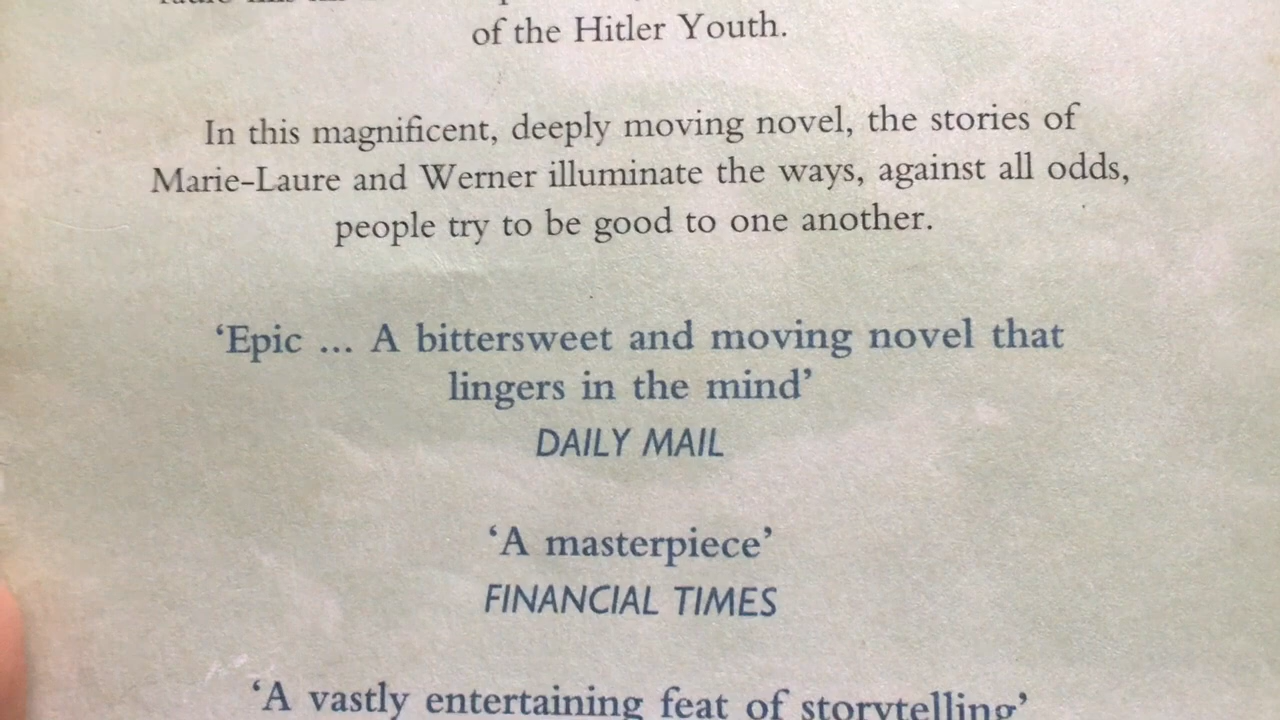 of the Hitler Youth.
In this magnificent, deeply moving novel, the stories of
Marie-Laure and Werner illuminate the ways, against all odds,
people try to be good to one another.
‘Epic ... A bittersweet and moving novel that
lingers in the mind’
DAILY MAIL
‘A masterpiece’
FINANCIAL TIMES
‘A vastly entertaining feat of storytelling’